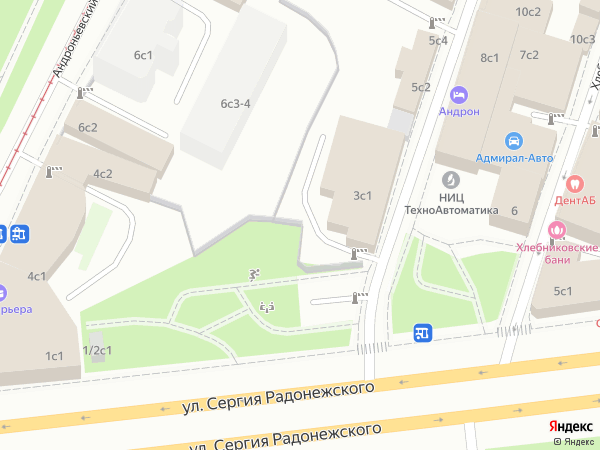 10с2
10с3
5с4
7с2
8с1
6с1
5с2
Андроньевский
Хлеб
6с3-4
Андрон
6с2
Адмирал-Авто
4с2
3с1
НИЦ
ТехноАвтоматика
ДентАБ
6
Хлебниковские
бани
4с1
5с1
рьера
1/2с1
1с1
ул. Сергия Радонежского
ул. Сергия Радонежского
Яндекс
© Яндекс